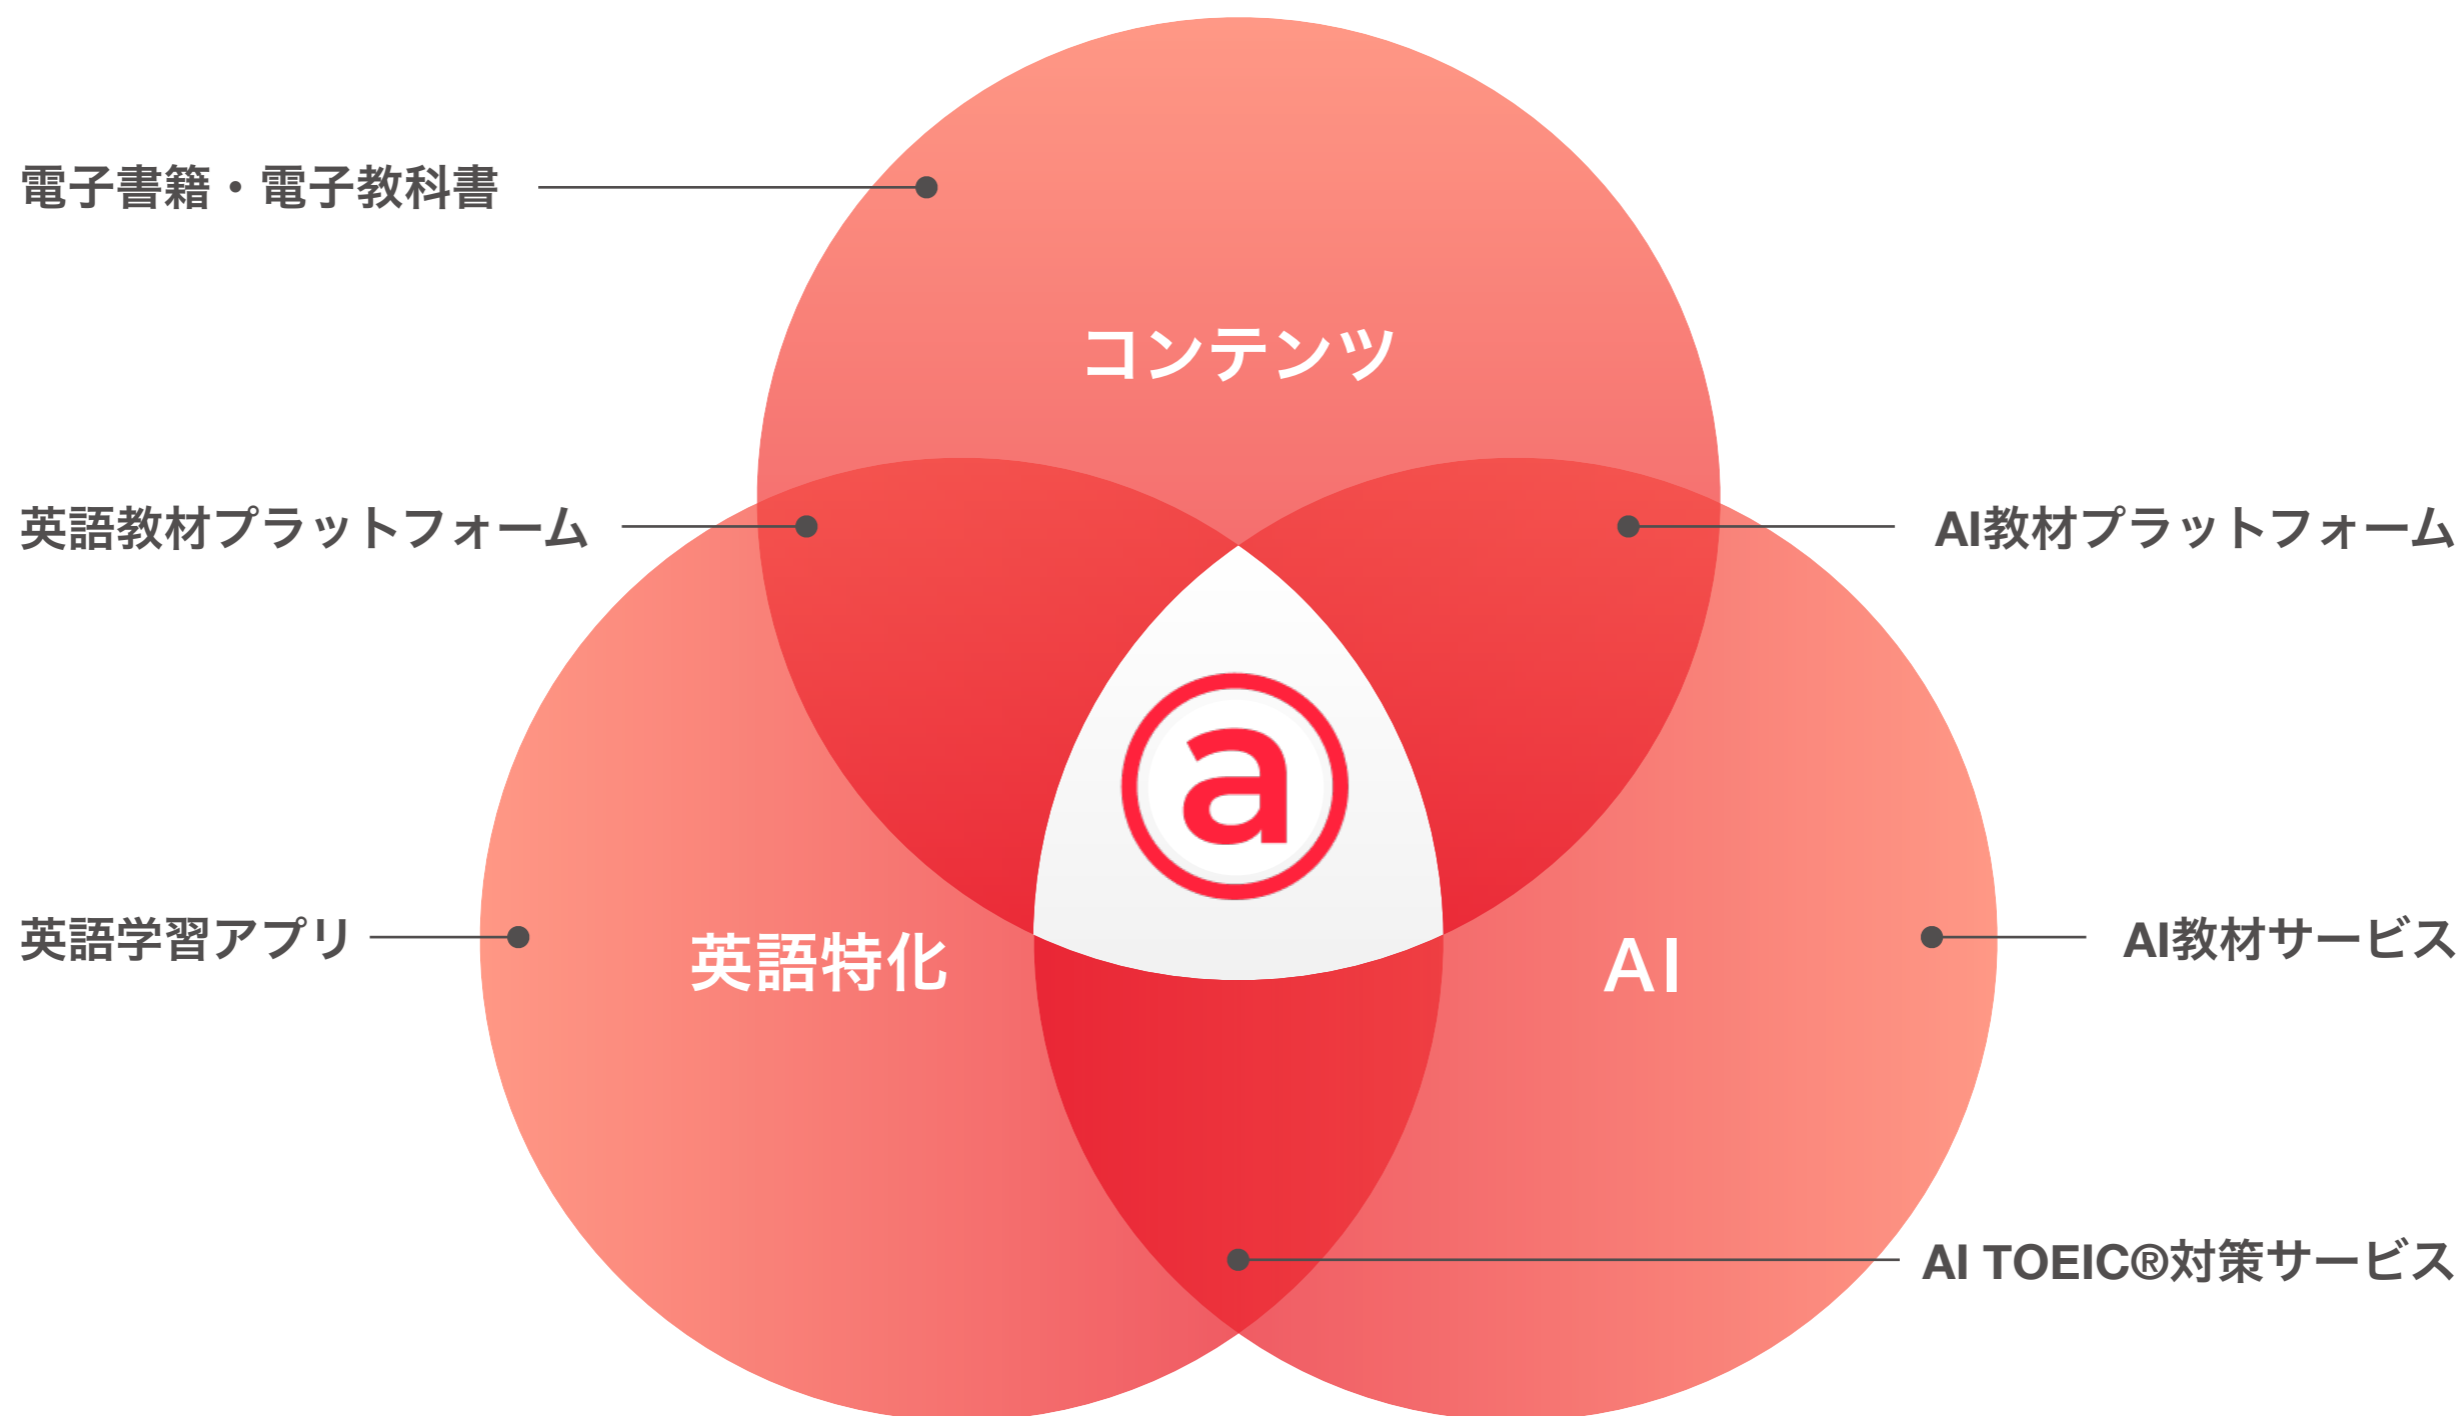 電子書籍・電子教科書
コンテンツ
英語教材プラットフォーム
AI教材プラットフォーム
a
英語学習アプリ
英語特化
AI
AI教材サービス
AI TOEIC®対策サービス